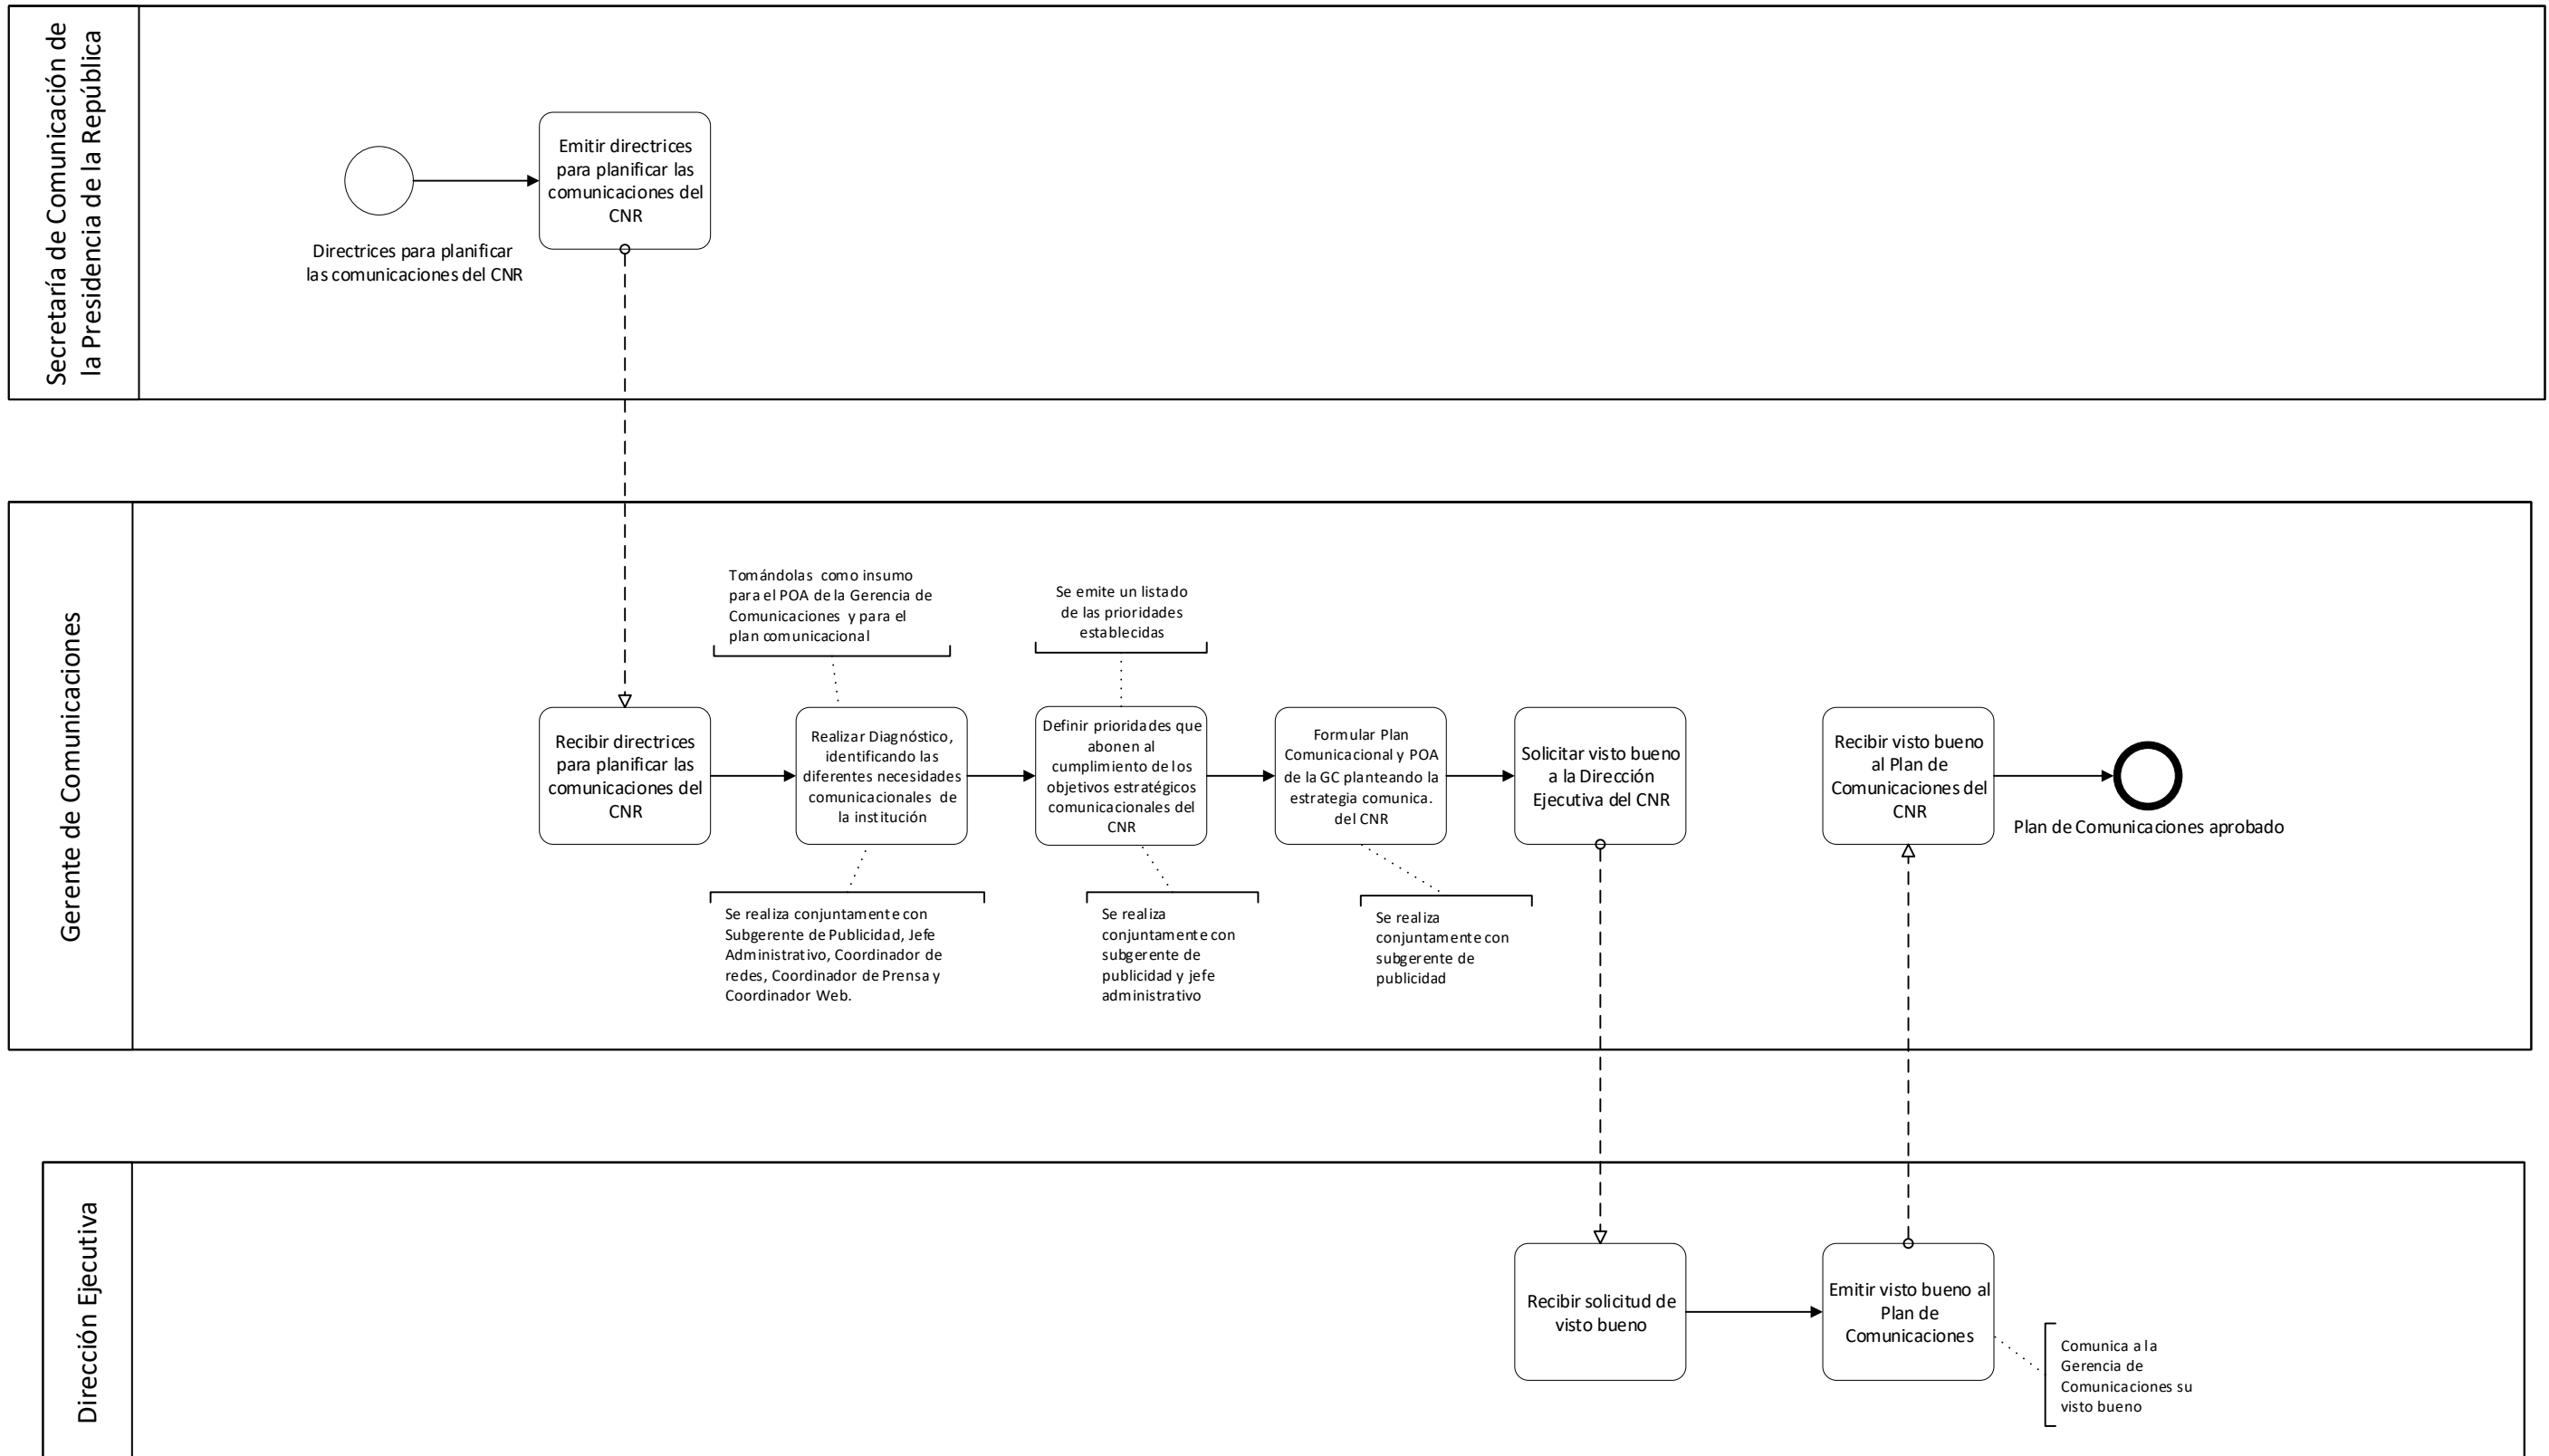 Secretaría de Comunicación de
la Presidencia de la República
Emitir directrices
para planificar las
comunicaciones del
CNR
Directrices para planificar
las comunicaciones del CNR
Gerente de Comunicaciones
Tomándolas como insumo
para el POA de la Gerencia de
Comunicaciones y para el
plan comunicacional
Se emite un listado
de las prioridades
establecidas
Recibir directrices
para planificar las
comunicaciones del
CNR
Realizar Diagnóstico,
identificando las
diferentes necesidades
comunicacionales de
la institución
Definir prioridades que
abonen al
cumplimiento de los
objetivos estratégicos
comunicacionales del
CNR
Formular Plan
Comunicacional y POA
de la GC planteando la
estrategia comunica.
del CNR
Solicitar visto bueno
a la Dirección
Ejecutiva del CNR
Recibir visto bueno
al Plan de
Comunicaciones del
CNR
Plan de Comunicaciones aprobado
Se realiza conjuntamente con
Subgerente de Publicidad, Jefe
Administrativo, Coordinador de
redes, Coordinador de Prensa y
Coordinador Web.
Se realiza
conjuntamente con
subgerente de
publicidad y jefe
administrativo
Se realiza
conjuntamente con
subgerente de
publicidad
Dirección Ejecutiva
Recibir solicitud de
visto bueno
Emitir visto bueno al
Plan de
Comunicaciones
Comunica a la
Gerencia de
Comunicaciones su
visto bueno